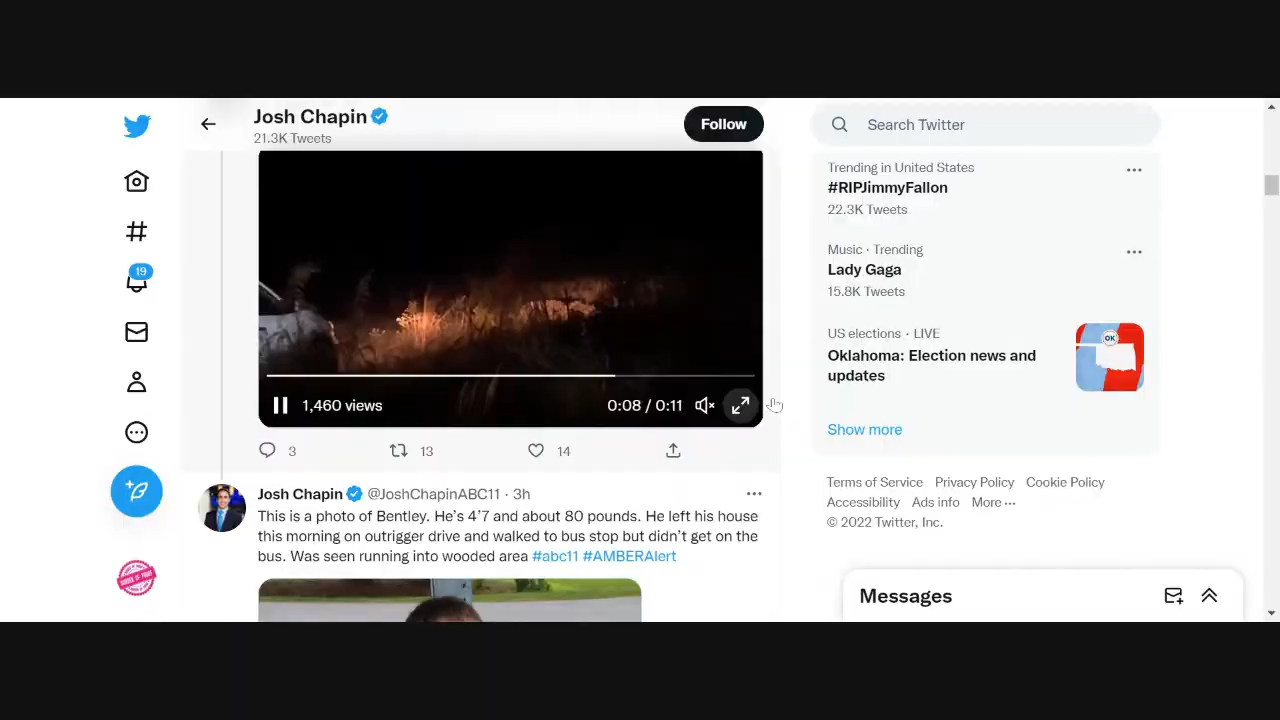 Josh Chapin
21.3K Tweets
Follow
Search Twitter
Trending in United States
#RIPJimmyFallon
22.3K Tweets
Music · Trending
Lady Gaga
15.8K Tweets
US elections · LIVE
Oklahoma: Election news and
updates
OK
Show more
Terms of Service Privacy Policy Cookie Policy
Accessibility Ads info More ···
© 2022 Twitter, Inc.
19
1,460 views
0:08 / 0:11
3 13 14
Josh Chapin @JoshChapinABC11 · 3h
This is a photo of Bentley. He's 4'7 and about 80 pounds. He left his house
this morning on outrigger drive and walked to bus stop but didn't get on the
bus. Was seen running into wooded area #abc11 #AMBERAlert
Messages